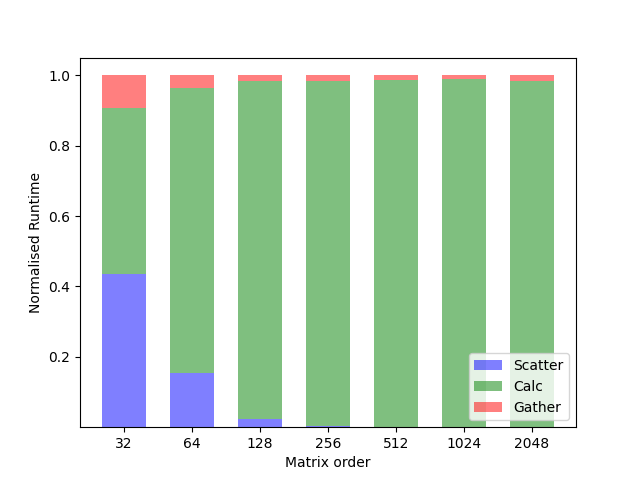 1.0
0.8
0.6
0.4
0.2
Normalised Runtime
Scatter
Calc
Gather
32 64 128 256 512 1024 2048
Matrix order